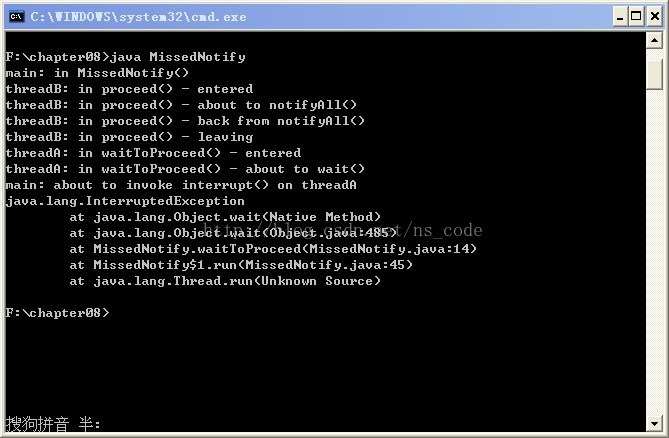 C:\WINDOWS\system32\cmd.exe
F:\chapter08>java MissedNotify
main: in MissedNotify()
threadB: in proceed() - entered
threadB: in proceed() - about to notifyAll()
threadB: in proceed() - back from notifyAll()
threadB: in proceed() - leaving
threadA: in waitToProceed() - entered
threadA: in waitToProceed() - about to wait()
main: about to invoke interrupt() on threadA
java.lang.InterruptedException
at java.lang.Object.wait(Native Method)
http://blog.csdn.net/ns_code
at java.lang.Object.wait(Object.java:485)
at MissedNotify.waitToProceed(MissedNotify.java:14)
at MissedNotify$1.run(MissedNotify.java:45)
at java.lang.Thread.run(Unknown Source)
F:\chapter08>
搜狗拼音 半: